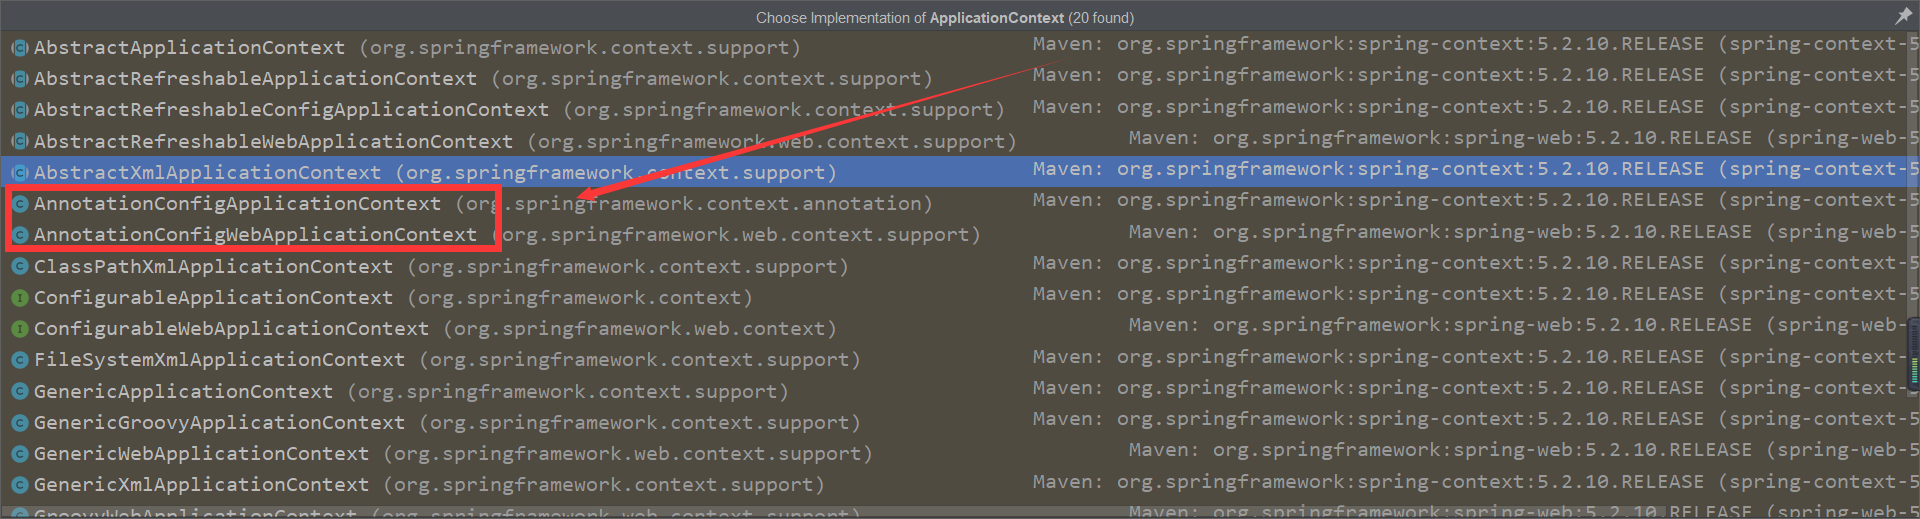 Choose Implementation of ApplicationContext (20 found)
AbstractApplicationContext (org.springframework.context.support) Maven: org.springframework:spring-context:5.2.10.RELEASE (spring-context-5
AbstractRefreshableApplicationContext (org.springframework.context.support) Maven: org.springframework:spring-context:5.2.10.RELEASE (spring-context-5
AbstractRefreshableConfigApplicationContext (org.springframework.context.support) Maven: org.springframework:spring-context:5.2.10.RELEASE (spring-context-5
AbstractRefreshableWebApplicationContext (org.springframework.web.context.support) Maven: org.springframework:spring-web:5.2.10.RELEASE (spring-web-5
AbstractXmlApplicationContext (org.springframework.context.support) Maven: org.springframework:spring-context:5.2.10.RELEASE (spring-context-5
AnnotationConfigApplicationContext (org.springframework.context.annotation) Maven: org.springframework:spring-context:5.2.10.RELEASE (spring-context-5
AnnotationConfigWebApplicationContext (org.springframework.web.context.support) Maven: org.springframework:spring-web:5.2.10.RELEASE (spring-web-5
ClassPathXmlApplicationContext (org.springframework.context.support) Maven: org.springframework:spring-context:5.2.10.RELEASE (spring-context-5
ConfigurableApplicationContext (org.springframework.context) Maven: org.springframework:spring-context:5.2.10.RELEASE (spring-context-5
ConfigurableWebApplicationContext (org.springframework.web.context) Maven: org.springframework:spring-web:5.2.10.RELEASE (spring-web-
FileSystemXmlApplicationContext (org.springframework.context.support) Maven: org.springframework:spring-context:5.2.10.RELEASE (spring-context-
GenericApplicationContext (org.springframework.context.support) Maven: org.springframework:spring-context:5.2.10.RELEASE (spring-context-
GenericGroovyApplicationContext (org.springframework.context.support) Maven: org.springframework:spring-context:5.2.10.RELEASE (spring-context-5
GenericWebApplicationContext (org.springframework.web.context.support) Maven: org.springframework:spring-web:5.2.10.RELEASE (spring-web-5
GenericXmlApplicationContext (org.springframework.context.support) Maven: org.springframework:spring-context:5.2.10.RELEASE (spring-context-5
GroovyWebApplicationContext (org.springframework.web.context.support) Maven: org.springframework:spring-web:5.2.10.RELEASE (spring-web-5